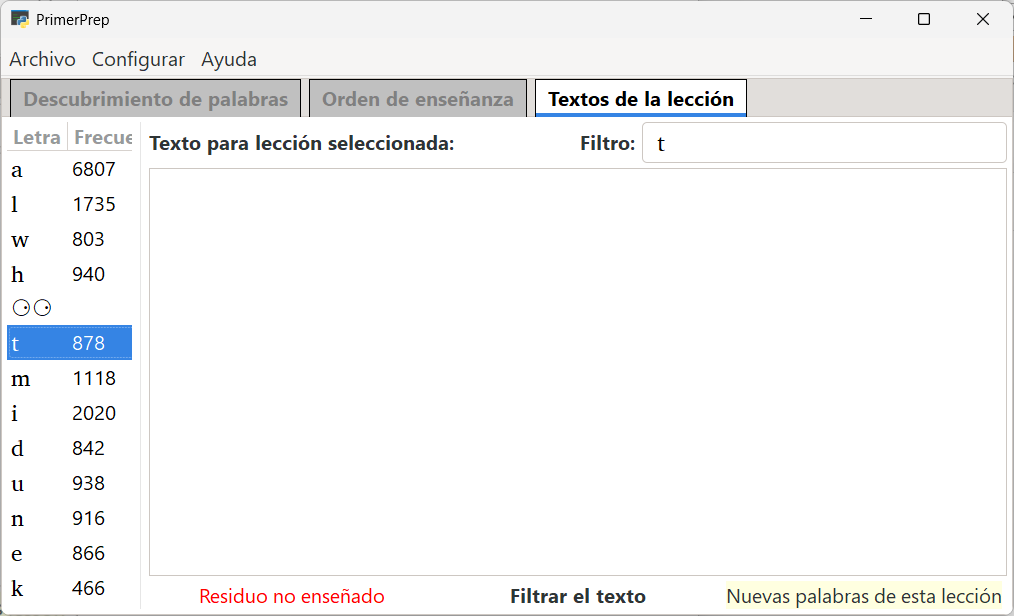 PrimerPrep
Archivo Configurar Ayuda
Descubrimiento de palabras Orden de enseñanza Textos de la lección
Letra Frecue
Texto para lección seleccionada: Filtro: t
a 6807
l 1735
w 803
h 940
⚆⚆
t 878
m 1118
i 2020
d 842
u 938
n 916
e 866
k 466
Residuo no enseñado Filtrar el texto Nuevas palabras de esta lección